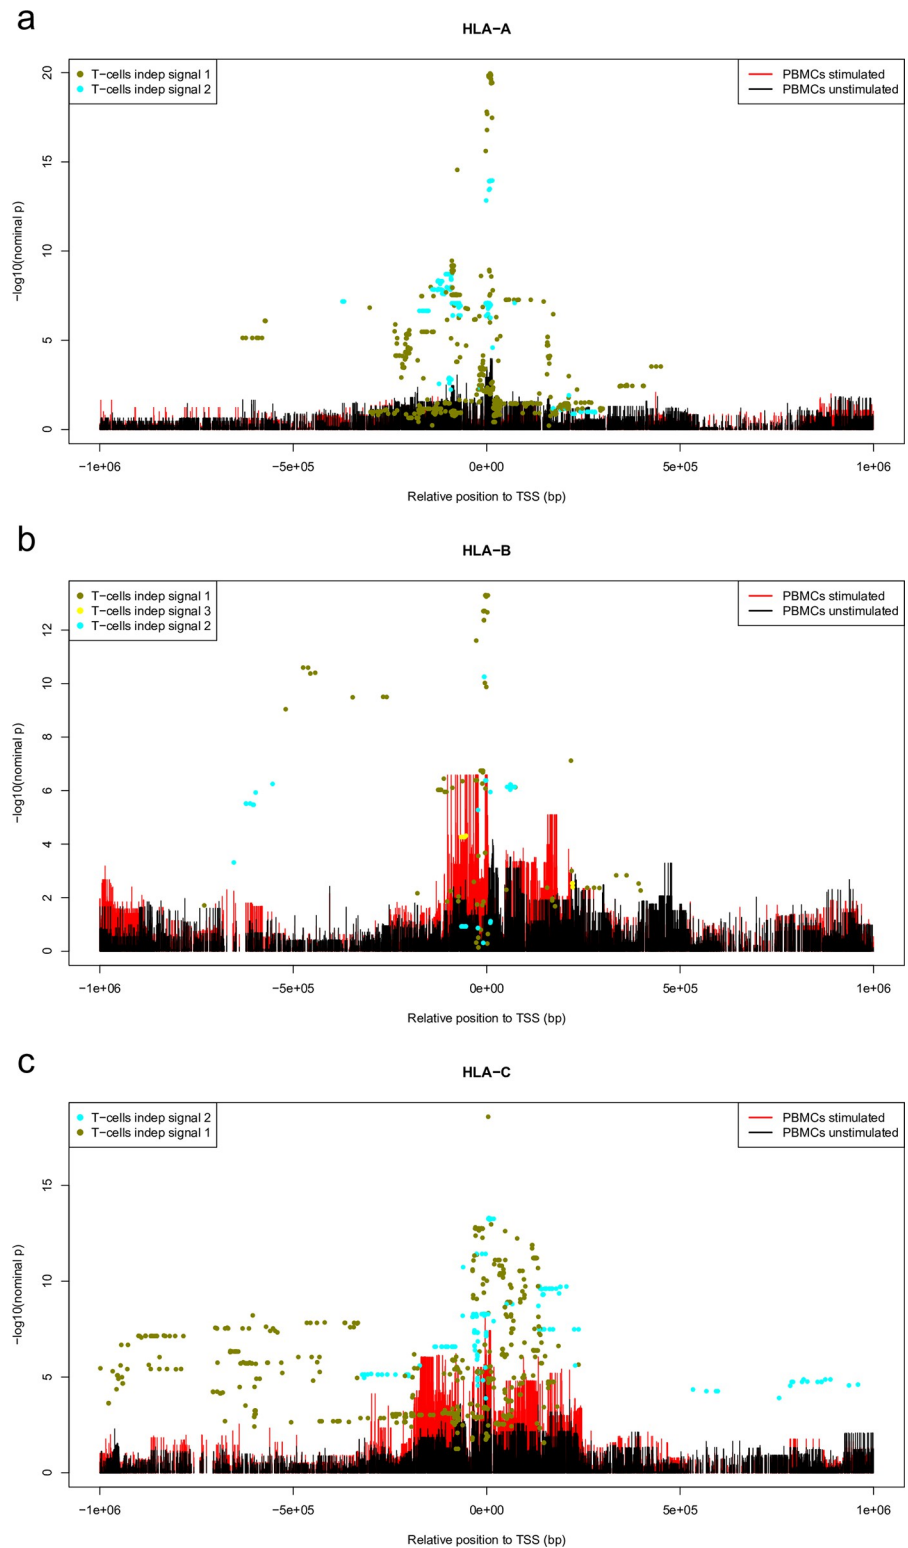 a
HLA−A
T−cells indep signal 1
T−cells indep signal 2
PBMCs stimulated
PBMCs unstimulated
−log10(nominal p)
20
15
10
5
0
−1e+06 −5e+05 0e+00 5e+05 1e+06
Relative position to TSS (bp)
b
HLA−B
T−cells indep signal 1
T−cells indep signal 3
T−cells indep signal 2
PBMCs stimulated
PBMCs unstimulated
−log10(nominal p)
12
10
8
6
4
2
0
−1e+06 −5e+05 0e+00 5e+05 1e+06
Relative position to TSS (bp)
c
HLA−C
T−cells indep signal 2
T−cells indep signal 1
PBMCs stimulated
PBMCs unstimulated
−log10(nominal p)
15
10
5
0
−1e+06 −5e+05 0e+00 5e+05 1e+06
Relative position to TSS (bp)